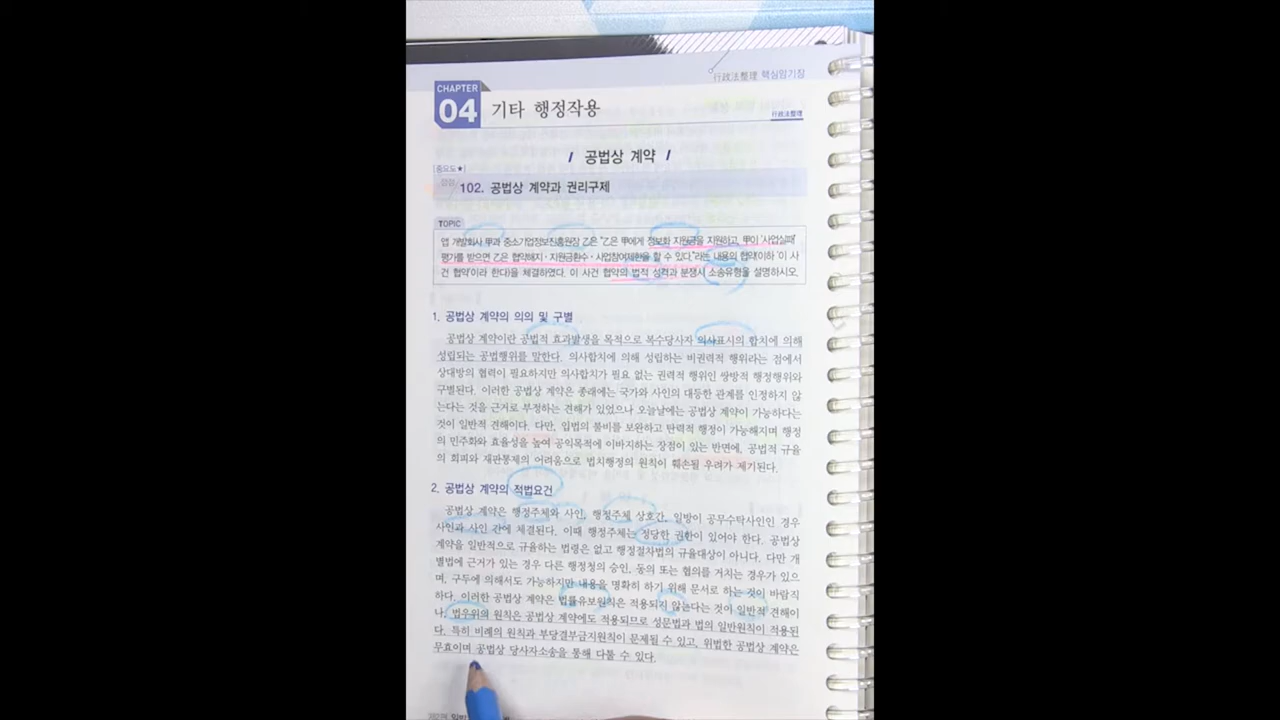 行政法整理 핵심암기장
CHAPTER
04 기타 행정작용
行政法整理
공법상 계약
[중요도★]
102. 공법상 계약과 권리구제
TOPIC
앱 개발회사 甲과 중소기업정보진흥원장 乙은 "乙은 甲에게 정보화 지원금을 지원하고, 甲이 '사업실패'
평가를 받으면 乙은 협약해지·지원금환수·사업참여제한을 할 수 있다."라는 내용의 협약(이하 '이 사
건 협약'이라 한다)을 체결하였다. 이 사건 협약의 법적 성격과 분쟁시 소송유형을 설명하시오.
1. 공법상 계약의 의의 및 구별
공법상 계약이란 공법적 효과발생을 목적으로 복수당사자 의사표시의 합치에 의해
성립되는 공법행위를 말한다. 의사합치에 의해 성립하는 비권력적 행위라는 점에서
상대방의 협력이 필요하지만 의사합치가 필요 없는 권력적 행위인 쌍방적 행정행위와
구별된다. 이러한 공법상 계약은 종래에는 국가와 사인의 대등한 관계를 인정하지 않
는다는 것을 근거로 부정하는 견해가 있었으나 오늘날에는 공법상 계약이 가능하다는
것이 일반적 견해이다. 다만, 입법의 불비를 보완하고 탄력적 행정이 가능해지며 행정
의 민주화와 효율성을 높여 공익목적에 이바지하는 장점이 있는 반면에, 공법적 규율
의 회피와 재판통제의 어려움으로 법치행정의 원칙이 훼손될 우려가 제기된다.
2. 공법상 계약의 적법요건
공법상 계약은 행정주체와 사인, 행정주체 상호간, 일방이 공무수탁사인인 경우
사인과 사인 간에 체결된다. 이때 행정주체는 정당한 권한이 있어야 한다. 공법상
계약을 일반적으로 규율하는 법령은 없고 행정절차법의 규율대상이 아니다. 다만 개
별법에 근거가 있는 경우 다른 행정청의 승인, 동의 또는 협의를 거치는 경우가 있으
며, 구두에 의해서도 가능하지만 내용을 명확히 하기 위해 문서로 하는 것이 바람직
하다. 이러한 공법상 계약은 법률유보원칙은 적용되지 않는다는 것이 일반적 견해이
나, 법우위의 원칙은 공법상 계약에도 적용되므로 성문법과 법의 일반원칙이 적용된
다. 특히 비례의 원칙과 부당결부금지원칙이 문제될 수 있고, 위법한 공법상 계약은
무효이며 공법상 당사자소송을 통해 다툴 수 있다.